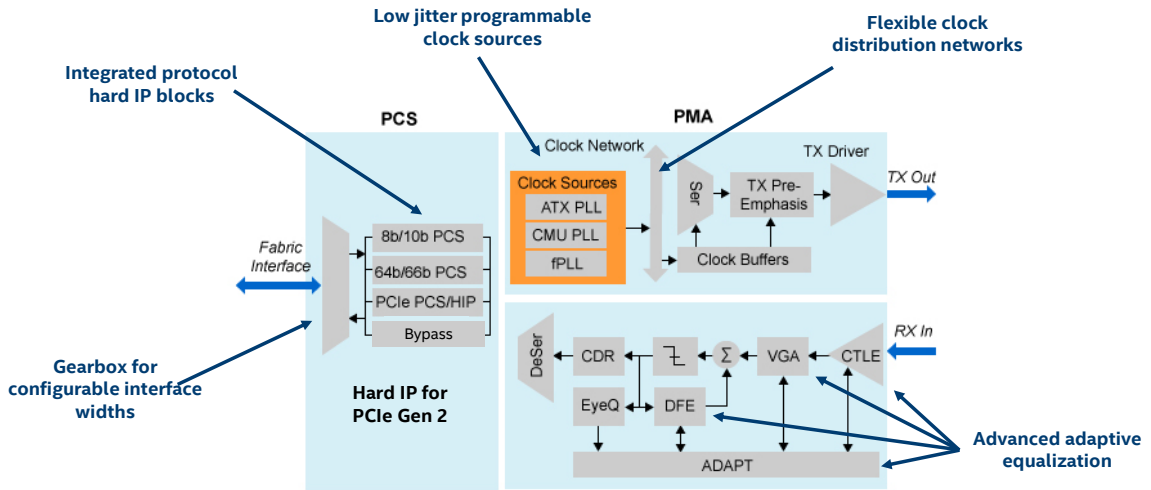 Low jitter programmable
clock sources
Flexible clock
distribution networks
Integrated protocol
hard IP blocks
PCS
PMA
Clock Network
TX Driver
Clock Sources
ATX PLL
CMU PLL
fPLL
Ser
TX Pre-
Emphasis
TX Out
Clock Buffers
8b/10b PCS
64b/66b PCS
PCIe PCS/HIP
Bypass
Fabric
Interface
Gearbox for
configurable interface
widths
Hard IP for
PCIe Gen 2
DeSer
CDR
Σ
VGA
CTLE
RX In
EyeQ
DFE
ADAPT
Advanced adaptive
equalization